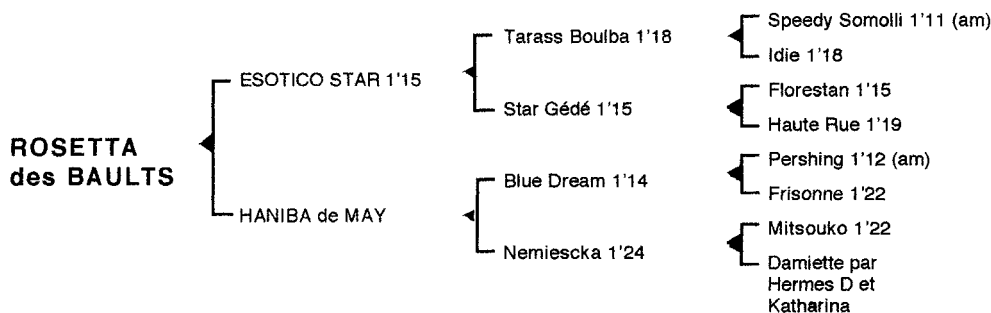 ROSETTA
des BAULTS
ESOTICO STAR 1'15
HANIBA de MAY
Tarass Boulba 1'18
Star Gédé 1'15
Blue Dream 1'14
Nemiescka 1'24
Speedy Somolli 1'11 (am)
Idie 1'18
Florestan 1'15
Haute Rue 1'19
Pershing 1'12 (am)
Frisonne 1'22
Mitsouko 1'22
Damiette par
Hermes D et
Katharina